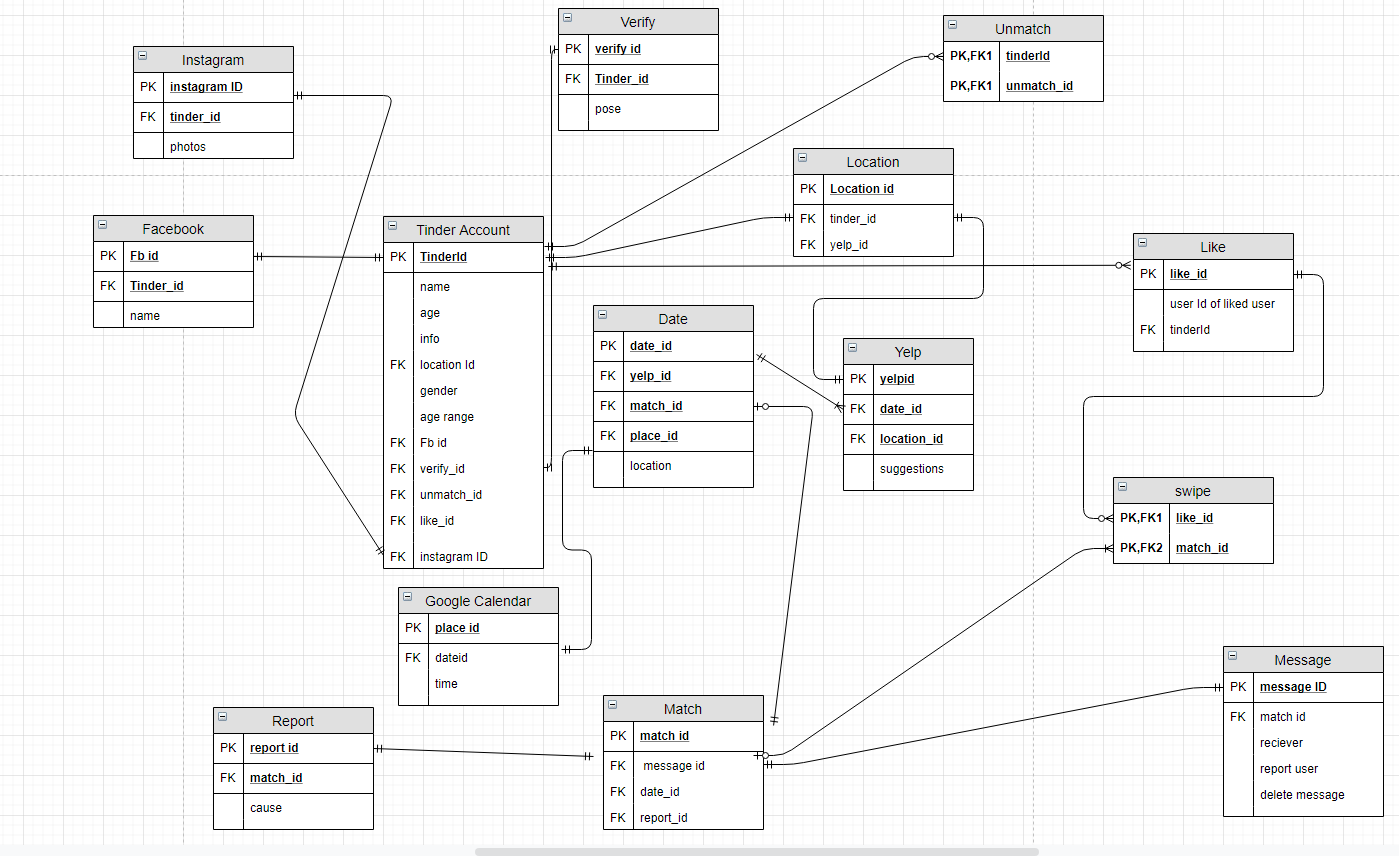 Instagram
PK instagram ID
FK tinder_id
photos
Verify
PK verify id
FK Tinder_id
pose
Unmatch
PK,FK1 tinderId
PK,FK1 unmatch_id
Location
PK Location id
FK tinder_id
FK yelp_id
Facebook
PK Fb id
FK Tinder_id
name
Tinder Account
PK TinderId
name
age
info
FK location Id
gender
age range
FK Fb id
FK verify_id
FK unmatch_id
FK like_id
FK instagram ID
Like
PK like_id
user Id of liked user
FK tinderId
Date
PK date_id
FK yelp_id
FK match_id
FK place_id
location
Yelp
PK yelpid
FK date_id
FK location_id
suggestions
swipe
PK,FK1 like_id
PK,FK2 match_id
Google Calendar
PK place id
FK dateid
time
Report
PK report id
FK match_id
cause
Match
PK match id
FK message id
FK date_id
FK report_id
Message
PK message ID
FK match id
reciever
report user
delete message